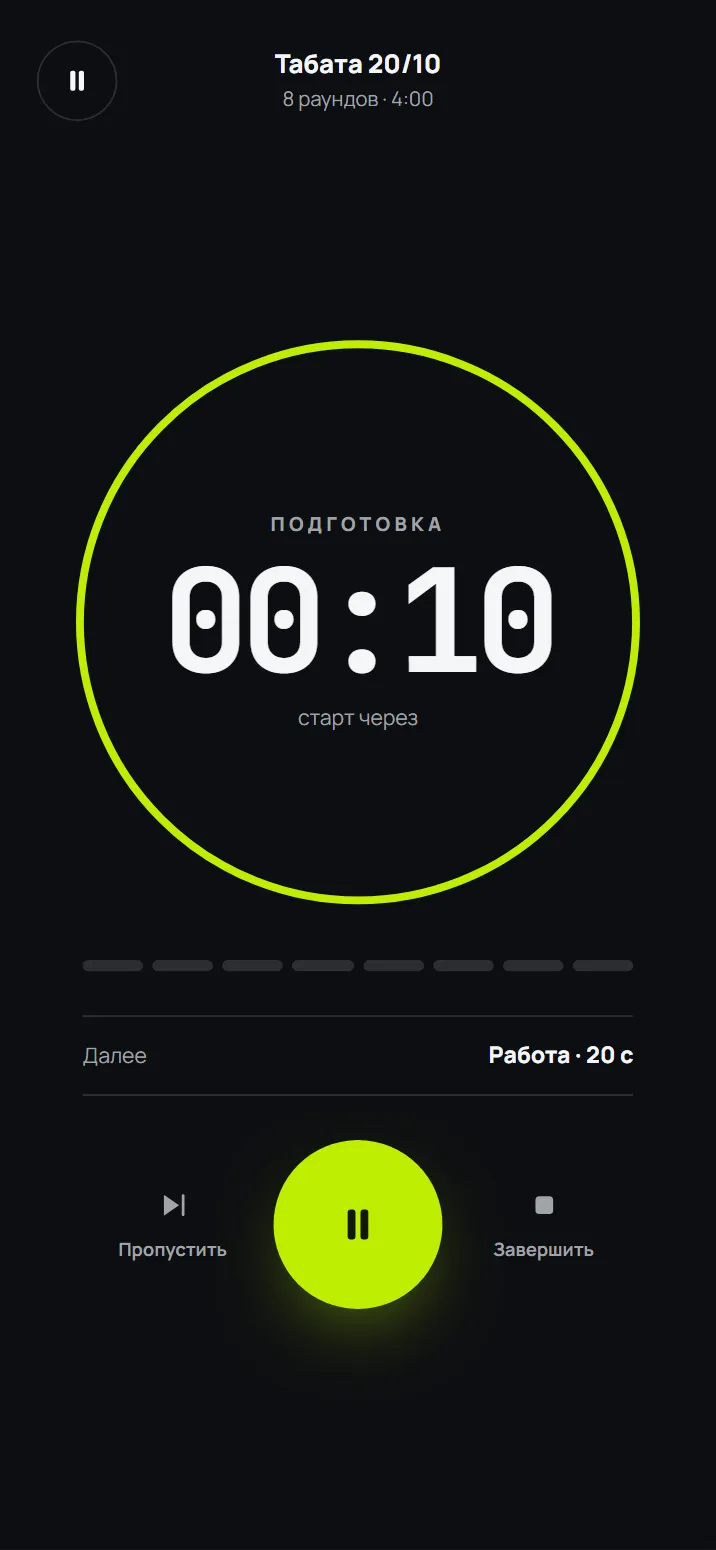 Табата 20/10
8 раундов · 4:00
ПОДГОТОВКА
00:10
старт через
Далее
Работа · 20 с
Пропустить
Завершить